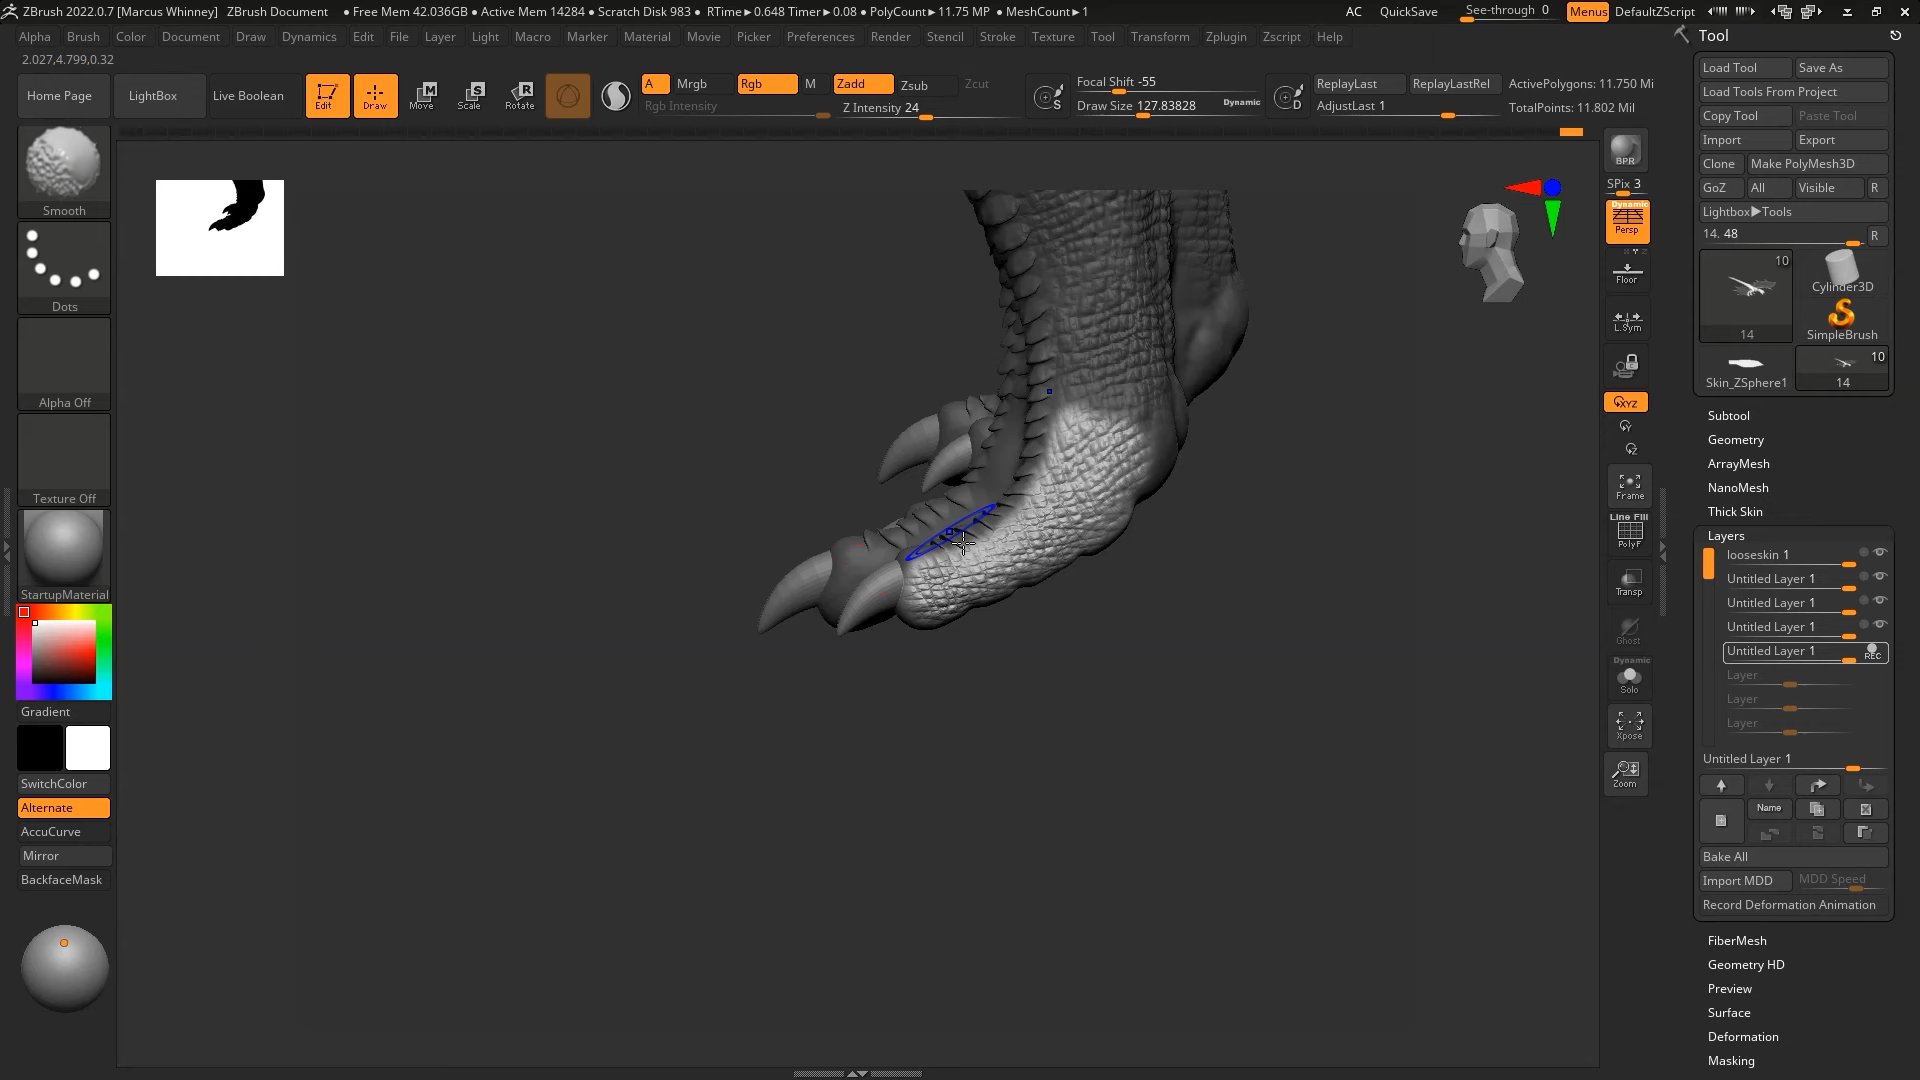 ZBrush 2022.0.7 [Marcus Whinney] ZBrush Document ● Free Mem 42.036GB ● Active Mem 14284 ● Scratch Disk 983 ● RTime►0.648 Timer►0.08 ● PolyCount►11.75 MP ● MeshCount►1 AC QuickSave See-through 0 Menus DefaultZScript
Alpha Brush Color Document Draw Dynamics Edit File Layer Light Macro Marker Material Movie Picker Preferences Render Stencil Stroke Texture Tool Transform Zplugin Zscript Help
2.027,4.799,0.32
Home Page LightBox Live Boolean Edit Draw Move Scale Rotate
A Mrgb Rgb M Zadd Zsub Zcut
Rgb Intensity Z Intensity 24
S Focal Shift -55
Draw Size 127.83828 Dynamic
D ReplayLast ReplayLastRel
AdjustLast 1
ActivePolygons: 11.750 Mi
TotalPoints: 11.802 Mil
Smooth
Dots
Alpha Off
Texture Off
StartupMaterial
Gradient
SwitchColor
Alternate
AccuCurve
Mirror
BackfaceMask
BPR
SPix 3
Dynamic
Persp
Floor
L.Sym
XYZ
Y
Z
Frame
Line Fill
PolyF
Transp
Ghost
Dynamic
Solo
Xpose
Zoom
Tool
Load Tool Save As
Load Tools From Project
Copy Tool Paste Tool
Import Export
Clone Make PolyMesh3D
GoZ All Visible R
Lightbox►Tools
14. 48 R
10
14
Cylinder3D
SimpleBrush
Skin_ZSphere1
10
14
Subtool
Geometry
ArrayMesh
NanoMesh
Thick Skin
Layers
looseskin 1
Untitled Layer 1
Untitled Layer 1
Untitled Layer 1
Untitled Layer 1 REC
Layer
Layer
Layer
Untitled Layer 1
Name
Bake All
Import MDD MDD Speed
Record Deformation Animation
FiberMesh
Geometry HD
Preview
Surface
Deformation
Masking